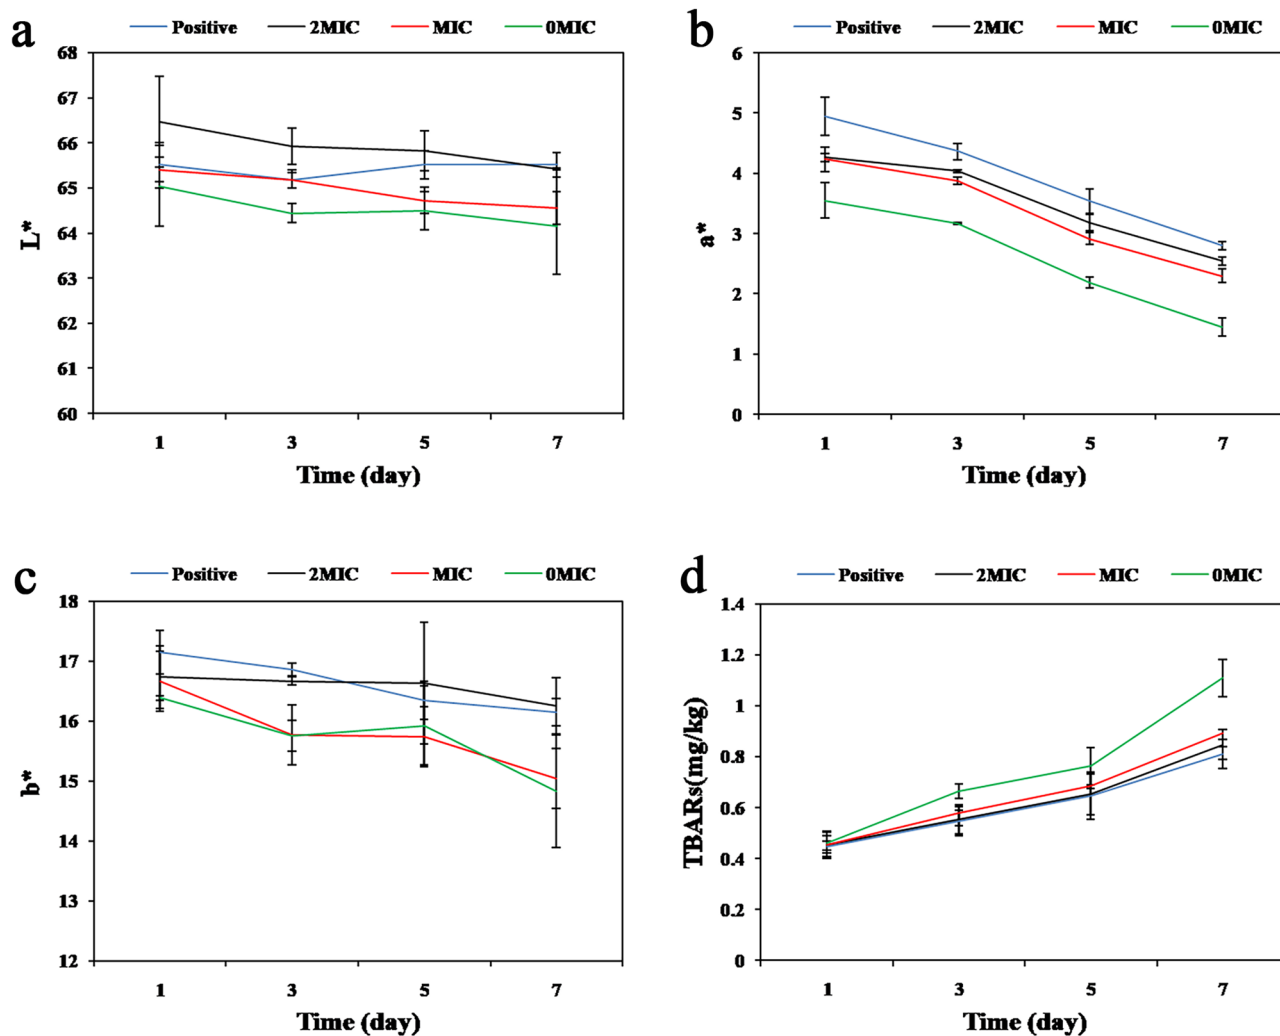 a
Positive 2MIC MIC 0MIC
68
67
66
65
64
63
62
61
60
L*
1 3 5 7
Time (day)
b
Positive 2MIC MIC 0MIC
6
5
4
3
2
1
0
a*
1 3 5 7
Time (day)
c
Positive 2MIC MIC 0MIC
18
17
16
15
14
13
12
b*
1 3 5 7
Time (day)
d
Positive 2MIC MIC 0MIC
1.4
1.2
1
0.8
0.6
0.4
0.2
0
TBARs(mg/kg)
1 3 5 7
Time (day)